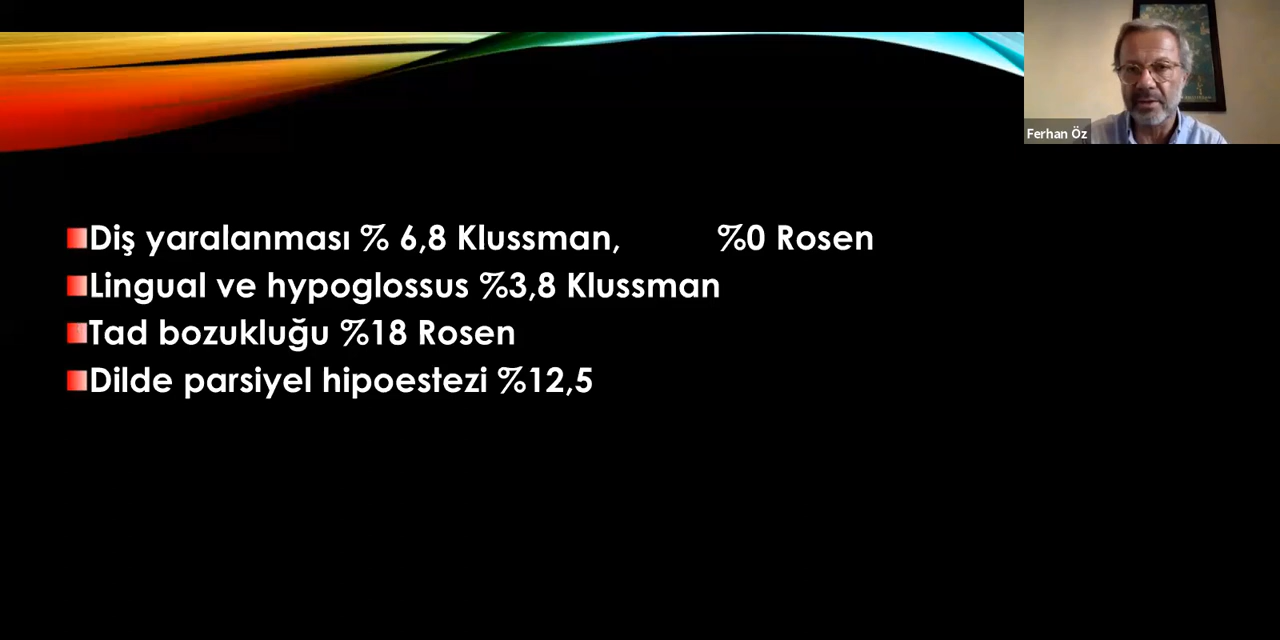 Ferhan Öz
Diş yaralanması % 6,8 Klussman, %0 Rosen
Lingual ve hypoglossus %3,8 Klussman
Tad bozukluğu %18 Rosen
Dilde parsiyel hipoestezi %12,5